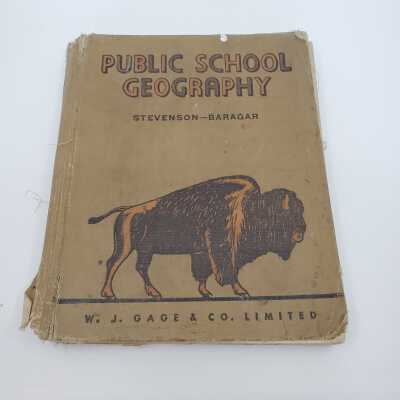 PUBLIC SCHOOL
GEOGRAPHY
STEVENSON—BARAGAR
W. J. GAGE & CO. LIMITED